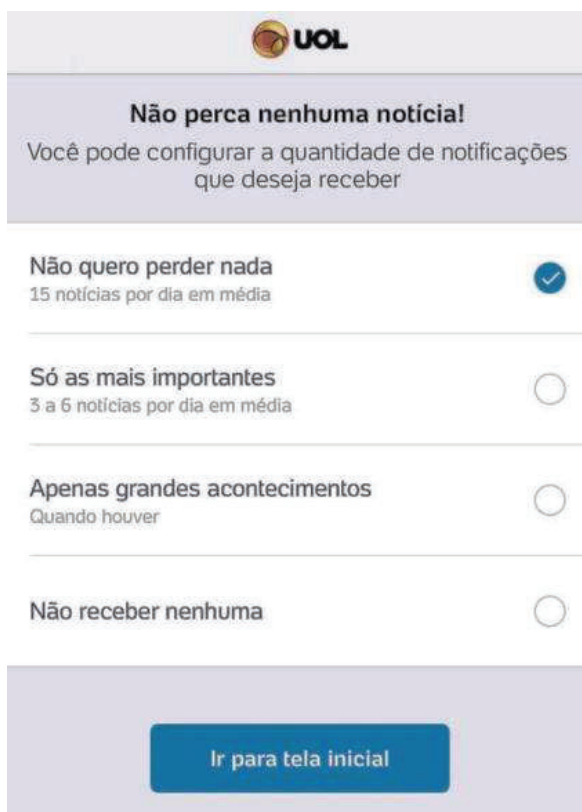 UOL
Não perca nenhuma notícia!
Você pode configurar a quantidade de notificações
que deseja receber
Não quero perder nada
15 notícias por dia em média
Só as mais importantes
3 a 6 notícias por dia em média
Apenas grandes acontecimentos
Quando houver
Não receber nenhuma
Ir para tela inicial